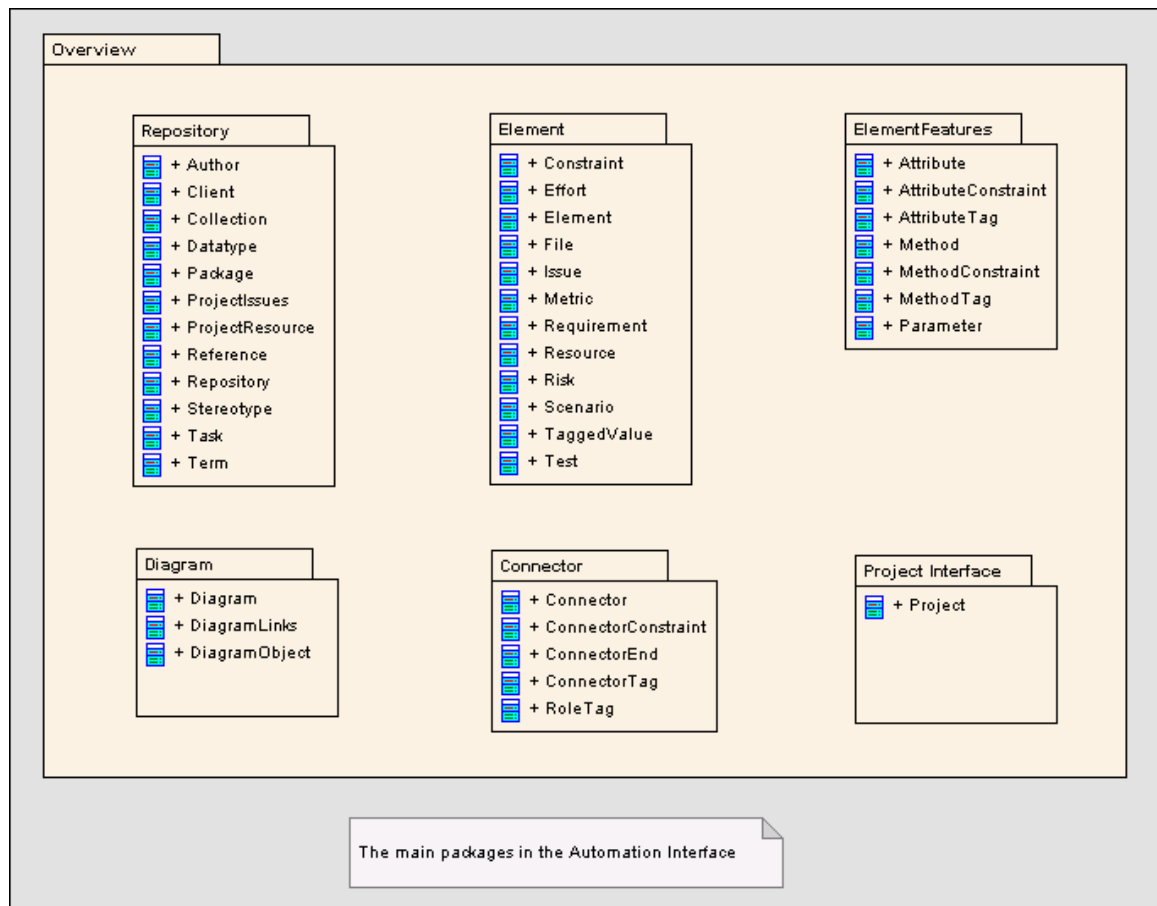 Overview
Repository
+ Author
+ Client
+ Collection
+ Datatype
+ Package
+ ProjectIssues
+ ProjectResource
+ Reference
+ Repository
+ Stereotype
+ Task
+ Term
Element
+ Constraint
+ Effort
+ Element
+ File
+ Issue
+ Metric
+ Requirement
+ Resource
+ Risk
+ Scenario
+ TaggedValue
+ Test
ElementFeatures
+ Attribute
+ AttributeConstraint
+ AttributeTag
+ Method
+ MethodConstraint
+ MethodTag
+ Parameter
Diagram
+ Diagram
+ DiagramLinks
+ DiagramObject
Connector
+ Connector
+ ConnectorConstraint
+ ConnectorEnd
+ ConnectorTag
+ RoleTag
Project Interface
+ Project
The main packages in the Automation Interface